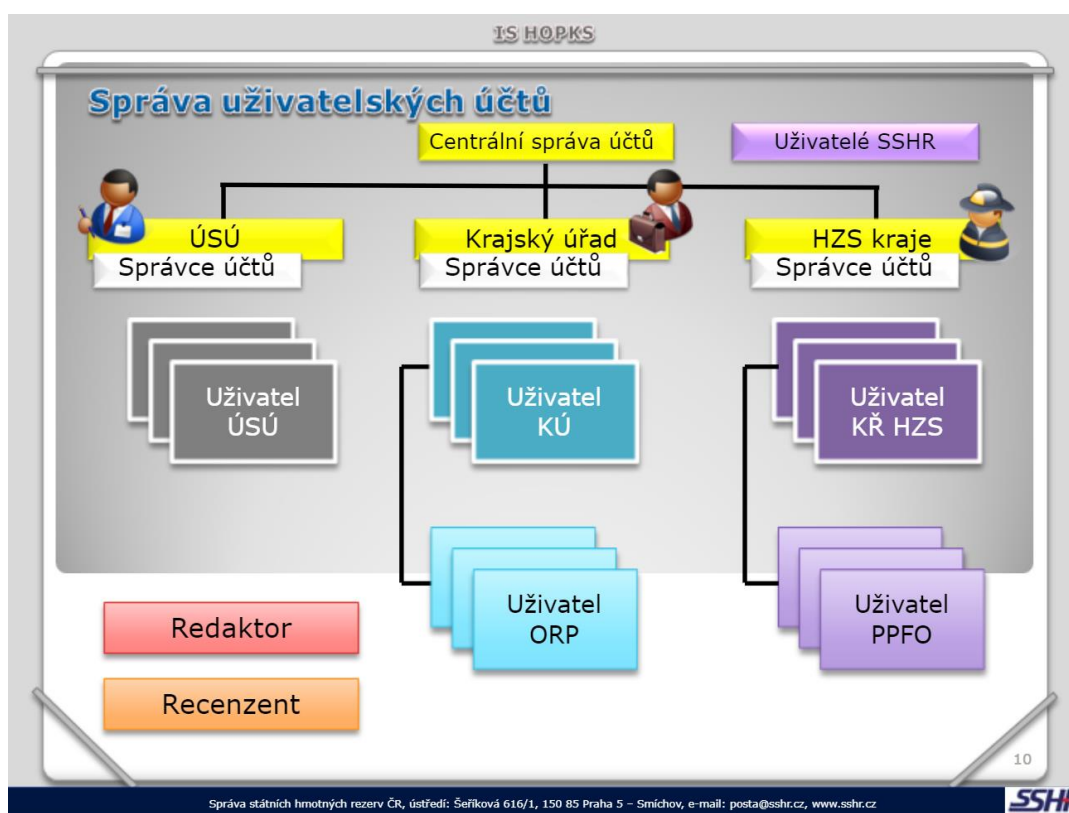 IS HOPKS
Správa uživatelských účtů
Centrální správa účtů
Uživatelé SSHR
ÚSÚ
Správce účtů
Krajský úřad
Správce účtů
HZS kraje
Správce účtů
Uživatel
ÚSÚ
Uživatel
KÚ
Uživatel
KŘ HZS
Uživatel
ORP
Uživatel
PPFO
Redaktor
Recenzent
10
Správa státních hmotných rezerv ČR, ústředí: Šeříková 616/1, 150 85 Praha 5 – Smíchov, e-mail: posta@sshr.cz, www.sshr.cz